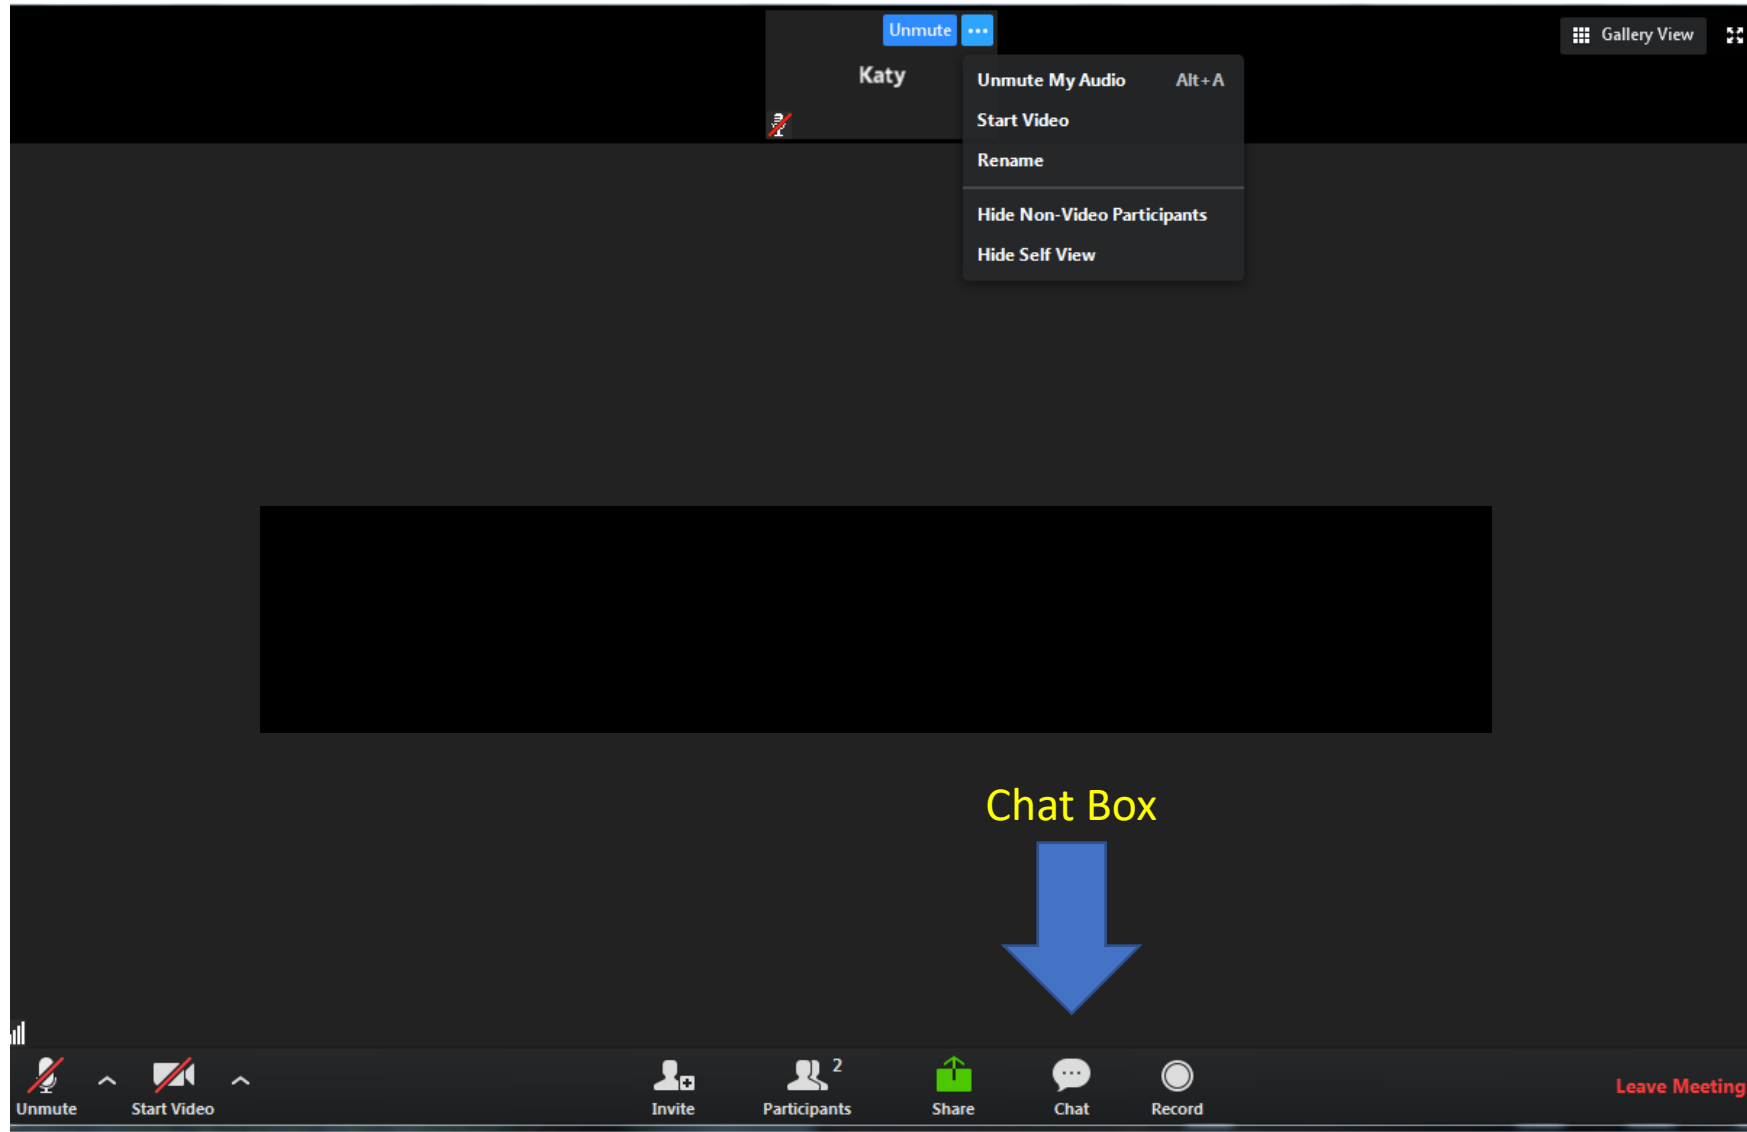 Unmute ...
Gallery View
Katy
Unmute My Audio Alt+A
Start Video
Rename
Hide Non-Video Participants
Hide Self View
Chat Box
2
Unmute Start Video Invite Participants Share Chat Record Leave Meeting